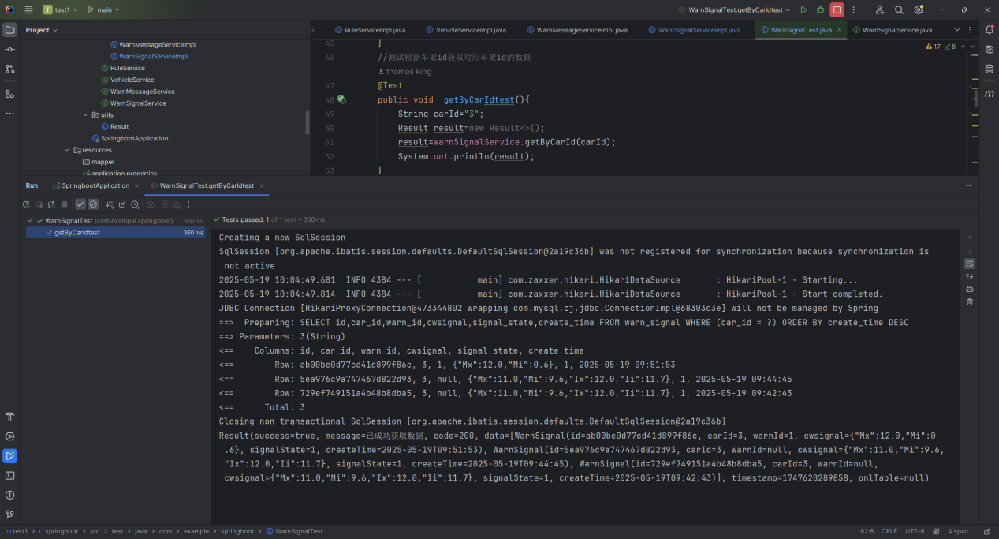 T test1 main WarnSignalTest.getByCarIdtest
Project
RuleServiceImpl.java VehicleServiceImpl.java WarnMessageServiceImpl.java WarnSignalServiceImpl.java WarnSignalTest.java WarnSignalService.java
WarnMessageServiceImpl
WarnSignalServiceImpl
RuleService
VehicleService
WarnMessageService
WarnSignalService
utils
Result
SpringbootApplication
resources
mapper
application.properties
17 8
45 }
46 //测试根据车架id获取对应车架id的数据
thomos king
47 @Test
48 public void getByCarIdtest(){
49 String carId="3";
50 Result result=new Result<>();
51 result=warnSignalService.getByCarId(carId);
52 System.out.println(result);
53 }
Run SpringbootApplication WarnSignalTest.getByCarIdtest
WarnSignalTest (com.example.springboot) 360 ms
getByCarIdtest 360 ms
Tests passed: 1 of 1 test – 360 ms
Creating a new SqlSession
SqlSession [org.apache.ibatis.session.defaults.DefaultSqlSession@2a19c36b] was not registered for synchronization because synchronization is
not active
2025-05-19 10:04:49.681  INFO 4384 --- [           main] com.zaxxer.hikari.HikariDataSource       : HikariPool-1 - Starting...
2025-05-19 10:04:49.814  INFO 4384 --- [           main] com.zaxxer.hikari.HikariDataSource       : HikariPool-1 - Start completed.
JDBC Connection [HikariProxyConnection@473344802 wrapping com.mysql.cj.jdbc.ConnectionImpl@68303c3e] will not be managed by Spring
==>  Preparing: SELECT id,car_id,warn_id,cwsignal,signal_state,create_time FROM warn_signal WHERE (car_id = ?) ORDER BY create_time DESC
==> Parameters: 3(String)
<==    Columns: id, car_id, warn_id, cwsignal, signal_state, create_time
<==        Row: ab00be0d77cd41d899f86c, 3, 1, {"Mx":12.0,"Mi":0.6}, 1, 2025-05-19 09:51:53
<==        Row: 5ea976c9a747467d822d93, 3, null, {"Mx":11.0,"Mi":9.6,"Ix":12.0,"Ii":11.7}, 1, 2025-05-19 09:44:45
<==        Row: 729ef749151a4b48b8dba5, 3, null, {"Mx":11.0,"Mi":9.6,"Ix":12.0,"Ii":11.7}, 1, 2025-05-19 09:42:43
<==      Total: 3
Closing non transactional SqlSession [org.apache.ibatis.session.defaults.DefaultSqlSession@2a19c36b]
Result(success=true, message=已成功获取数据, code=200, data=[WarnSignal(id=ab00be0d77cd41d899f86c, carId=3, warnId=1, cwsignal={"Mx":12.0,"Mi":0
.6}, signalState=1, createTime=2025-05-19T09:51:53), WarnSignal(id=5ea976c9a747467d822d93, carId=3, warnId=null, cwsignal={"Mx":11.0,"Mi":9.6,
"Ix":12.0,"Ii":11.7}, signalState=1, createTime=2025-05-19T09:44:45), WarnSignal(id=729ef749151a4b48b8dba5, carId=3, warnId=null,
cwsignal={"Mx":11.0,"Mi":9.6,"Ix":12.0,"Ii":11.7}, signalState=1, createTime=2025-05-19T09:42:43)], timestamp=1747620289858, onlTable=null)
test1 > springboot > src > test > java > com > example > springboot > WarnSignalTest 82:6 CRLF UTF-8 4 spac...